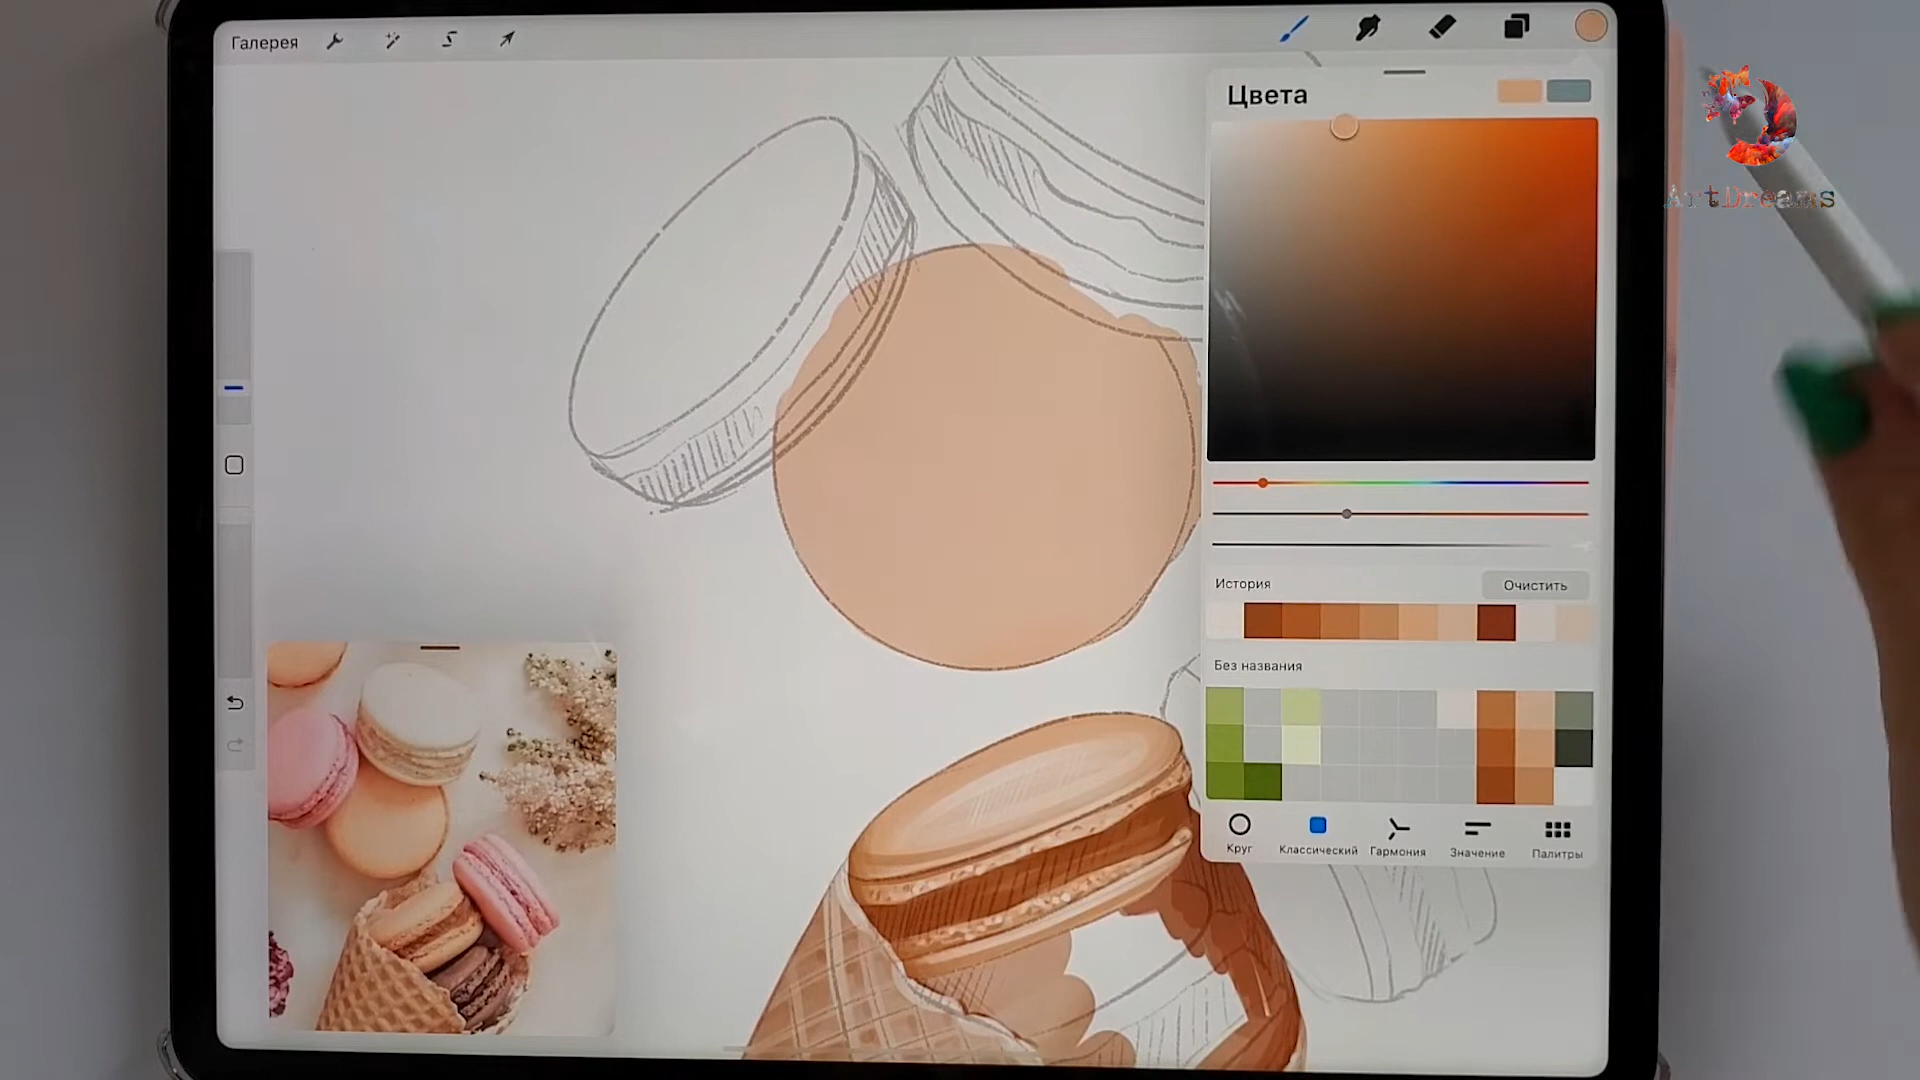 Галерея
Цвета
ArtDreams
История
Очистить
Без названия
Круг
Классический
Гармония
Значение
Палитры